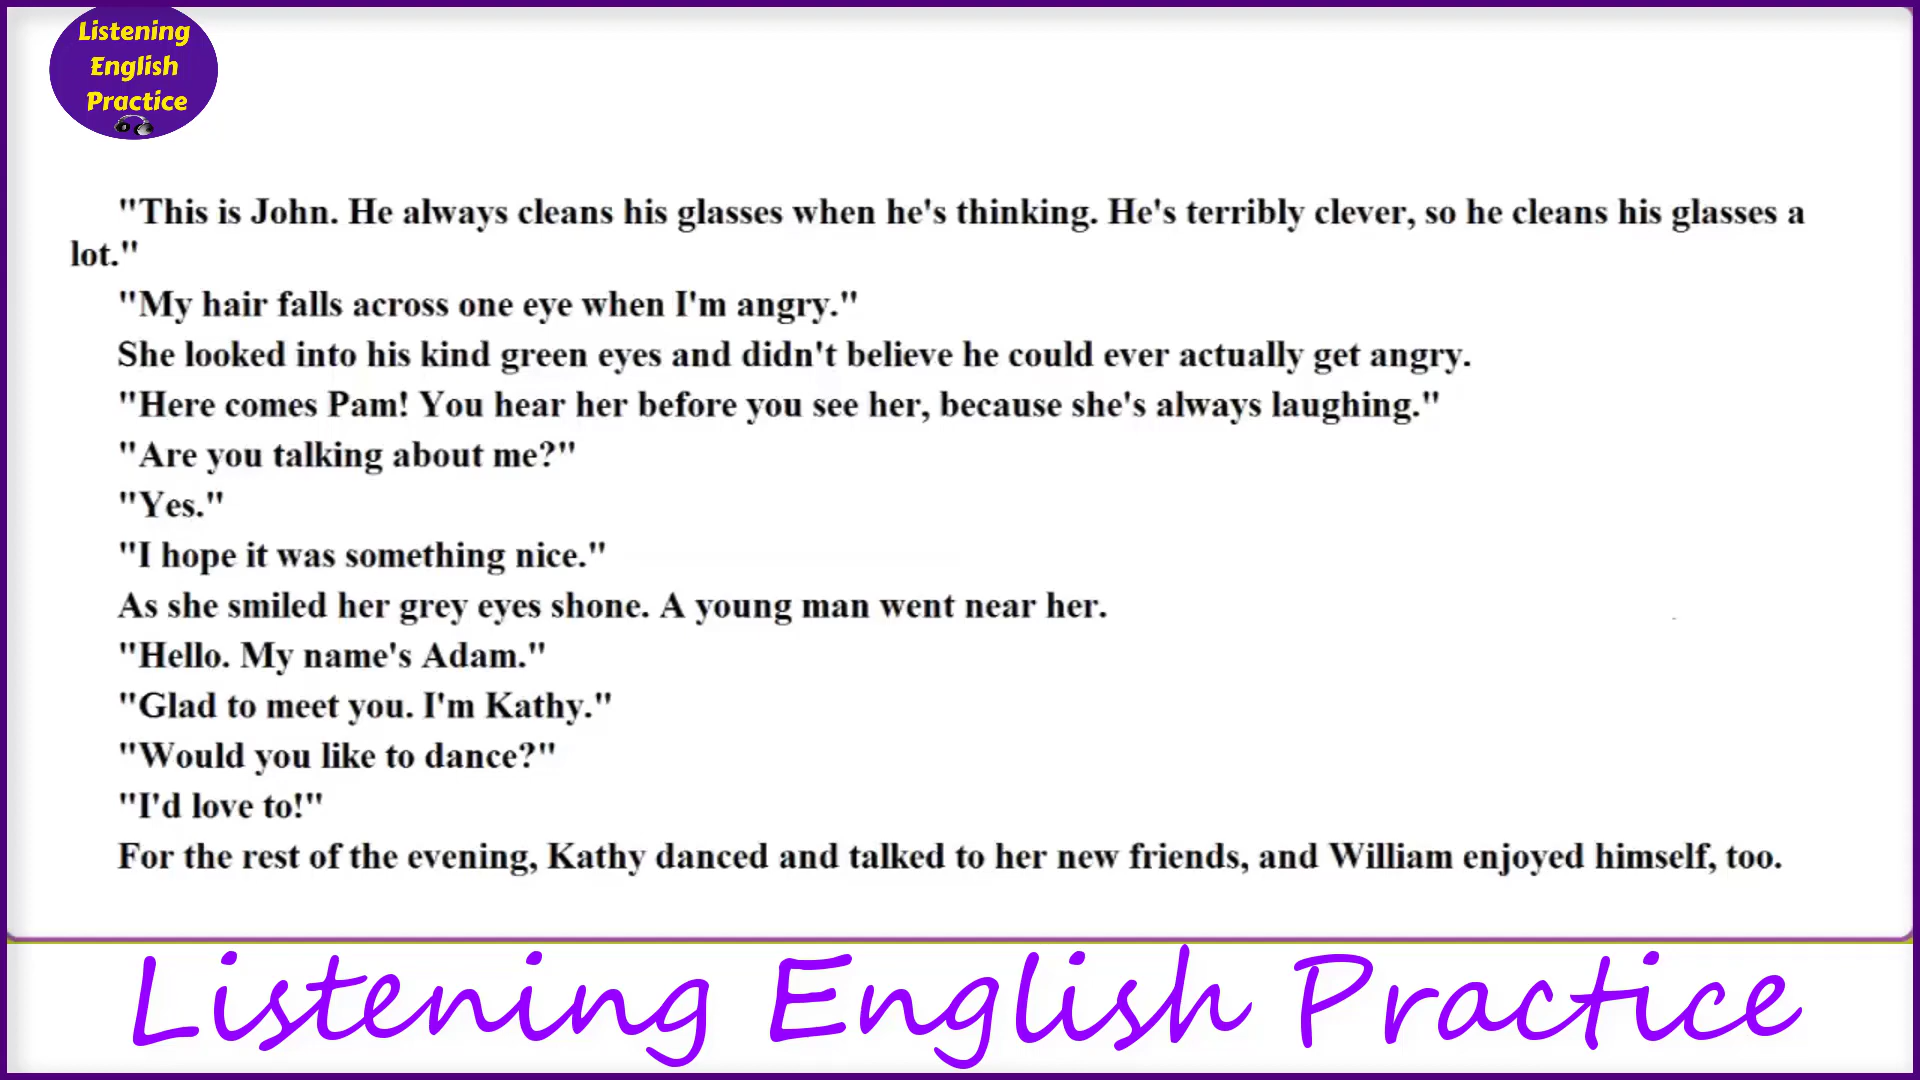 Listening
English
Practice
"This is John. He always cleans his glasses when he's thinking. He's terribly clever, so he cleans his glasses a
lot."
"My hair falls across one eye when I'm angry."
She looked into his kind green eyes and didn't believe he could ever actually get angry.
"Here comes Pam! You hear her before you see her, because she's always laughing."
"Are you talking about me?"
"Yes."
"I hope it was something nice."
As she smiled her grey eyes shone. A young man went near her.
"Hello. My name's Adam."
"Glad to meet you. I'm Kathy."
"Would you like to dance?"
"I'd love to!"
For the rest of the evening, Kathy danced and talked to her new friends, and William enjoyed himself, too.
Listening English Practice